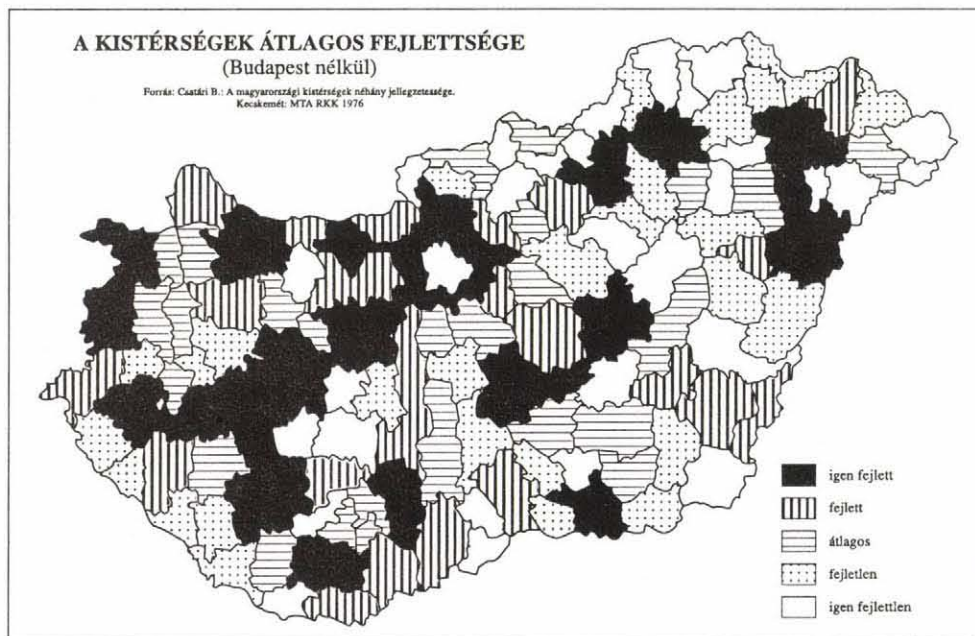 A KISTÉRSÉGEK ÁTLAGOS FEJLETTSÉGE
(Budapest nélkül)
Forrás: Csatári B.: A magyarországi kistérségek néhány jellegzetessége.
Kecskemét: MTA RKK 1976
igen fejlett
fejlett
átlagos
fejletlen
igen fejlettlen